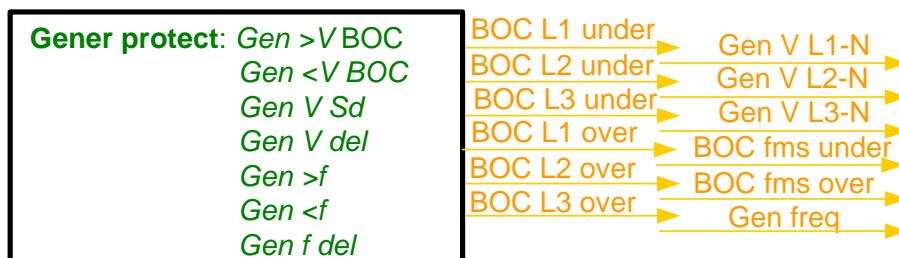 Gener protect: Gen >V BOC
Gen <V BOC
Gen V Sd
Gen V del
Gen >f
Gen <f
Gen f del
BOC L1 under
BOC L2 under
BOC L3 under
BOC L1 over
BOC L2 over
BOC L3 over
Gen V L1-N
Gen V L2-N
Gen V L3-N
BOC fms under
BOC fms over
Gen freq